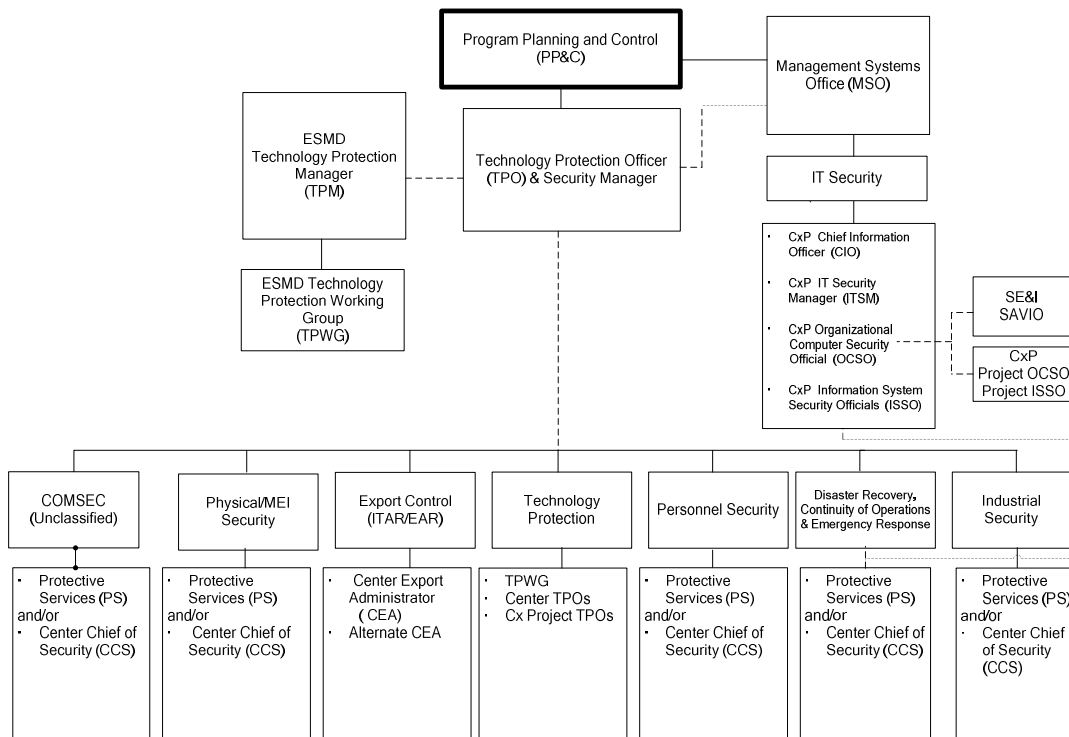 Program Planning and Control
(PP&C)
Management Systems
Office (MSO)
ESMD
Technology Protection
Manager
(TPM)
Technology Protection Officer
(TPO) & Security Manager
IT Security
· CxP Chief Information
Officer (CIO)
· CxP IT Security
Manager (ITSM)
· CxP Organizational
Computer Security
Official (OCSO)
· CxP Information System
Security Officials (ISSO)
ESMD Technology
Protection Working
Group
(TPWG)
SE&I
SAVIO
CxP
Project OCSO
Project ISSO
COMSEC
(Unclassified)
Physical/MEI
Security
Export Control
(ITAR/EAR)
Technology
Protection
Personnel Security
Disaster Recovery,
Continuity of Operations
& Emergency Response
Industrial
Security
· Protective
Services (PS)
and/or
· Center Chief of
Security (CCS)
· Protective
Services (PS)
and/or
· Center Chief of
Security (CCS)
· Center Export
Administrator
(CEA)
· Alternate CEA
· TPWG
· Center TPOs
· Cx Project TPOs
· Protective
Services (PS)
and/or
· Center Chief of
Security (CCS)
· Protective
Services (PS)
and/or
· Center Chief of
Security (CCS)
· Protective
Services (PS)
and/or
· Center Chief
of Security
(CCS)